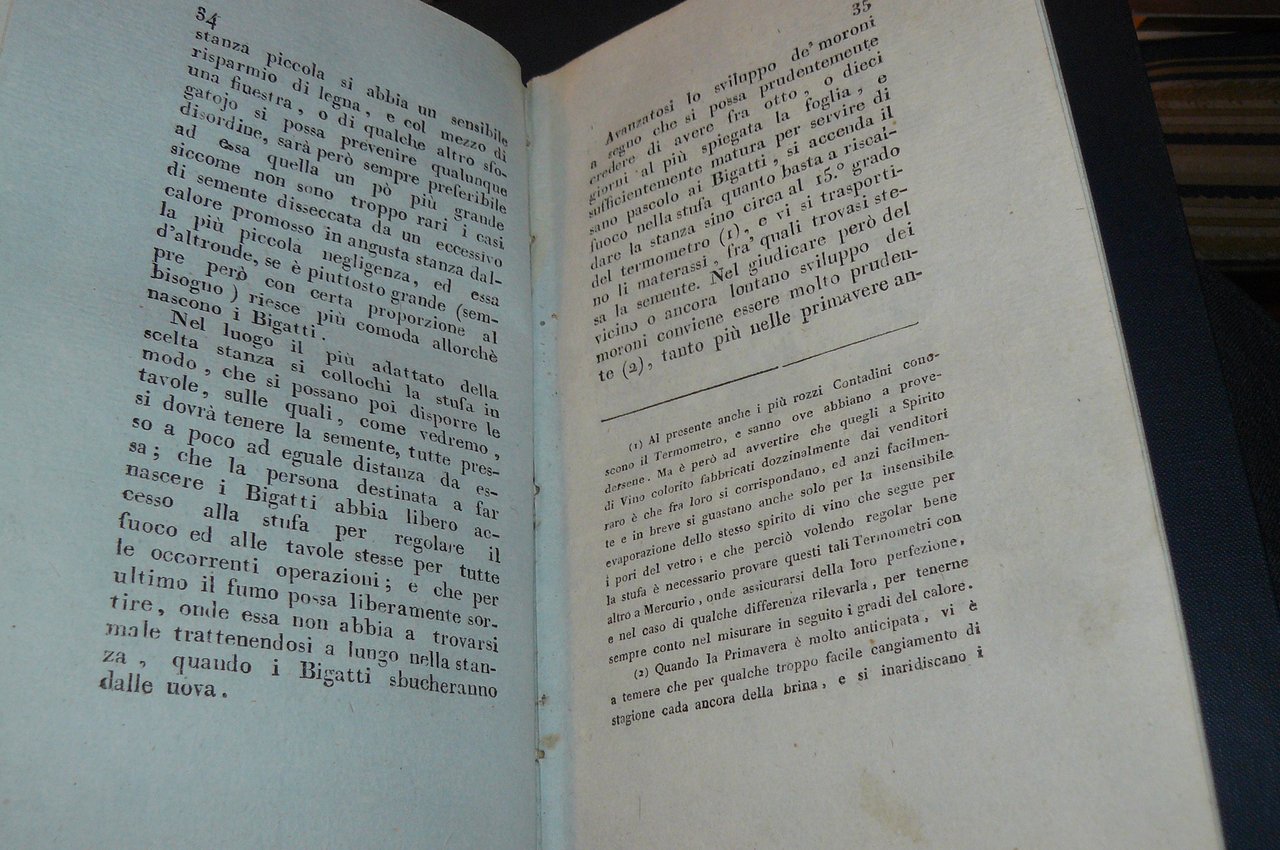 34
stanza piccola si abbia un sensibile
risparmio di legna, e col mezzo di
una finestra, o di qualche altro sfo-
gatojo si possa prevenire qualunque
disordine, sarà però sempre preferibile
ad essa quella un pò più grande
siccome non sono troppo rari i casi
di semente disseccata da un eccessivo
calore promosso in angusta stanza dal-
la più piccola negligenza, ed essa
d'altronde, se è piuttosto grande (sem-
pre però con certa proporzione al
bisogno) riesce più comoda allorchè
nascono i Bigatti.
Nel luogo il più adattato della
scelta stanza si collochi la stufa in
modo, che si possano poi disporre le
tavole, sulle quali, come vedremo,
si dovrà tenere la semente, tutte pres-
so a poco ad eguale distanza da es-
sa; che la persona destinata a far
nascere i Bigatti abbia libero ac-
cesso alla stufa per regolare il
fuoco ed alle tavole stesse per tutte
le occorrenti operazioni; e che per
ultimo il fumo possa liberamente sor-
tire, onde essa non abbia a trovarsi
male trattenendosi a lungo nella stan-
za, quando i Bigatti sbucheranno
dalle uova.
35
Avanzatosi lo sviluppo de' moroni
a segno che si possa prudentemente
credere di avere fra otto, o dieci
giorni al più spiegata la foglia, e
sufficientemente matura per servire di
sano pascolo ai Bigatti, si accenda il
fuoco nella stufa quanto basta a riscal-
dare la stanza sino circa al 15.º grado
del termometro (1), e vi si trasporti-
no li materassi, fra' quali trovasi ste-
sa la semente. Nel giudicare però del
vicino o ancora lontano sviluppo dei
moroni conviene essere molto pruden-
te (2), tanto più nelle primavere an-
(1) Al presente anche i più rozzi Contadini cono-
scono il Termometro, e sanno ove abbiano a prove-
dersene. Ma è però ad avvertire che quegli a Spirito
di Vino colorito fabbricati dozzinalmente dai venditori
raro è che fra loro si corrispondano, ed anzi facilmen-
te e in breve si guastano anche solo per la insensibile
evaporazione dello stesso spirito di vino che segue per
i pori del vetro; e che perciò volendo regolar bene
la stufa è necessario provare questi tali Termometri con
altro a Mercurio, onde assicurarsi della loro perfezione,
e nel caso di qualche differenza rilevarla, per tenerne
sempre conto nel misurare in seguito i gradi del calore.
(2) Quando la Primavera è molto anticipata, vi è
a temere che per qualche troppo facile cangiamento di
stagione cada ancora della brina, e si inaridiscano i